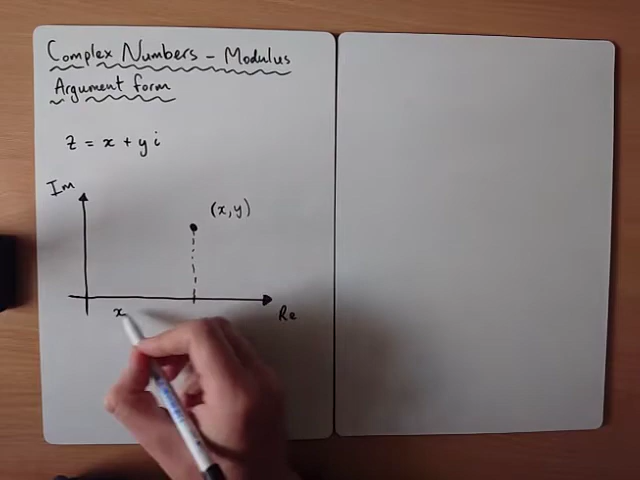 Complex Numbers - Modulus
Argument form
z = x + y i
Im
(x,y)
x
Re